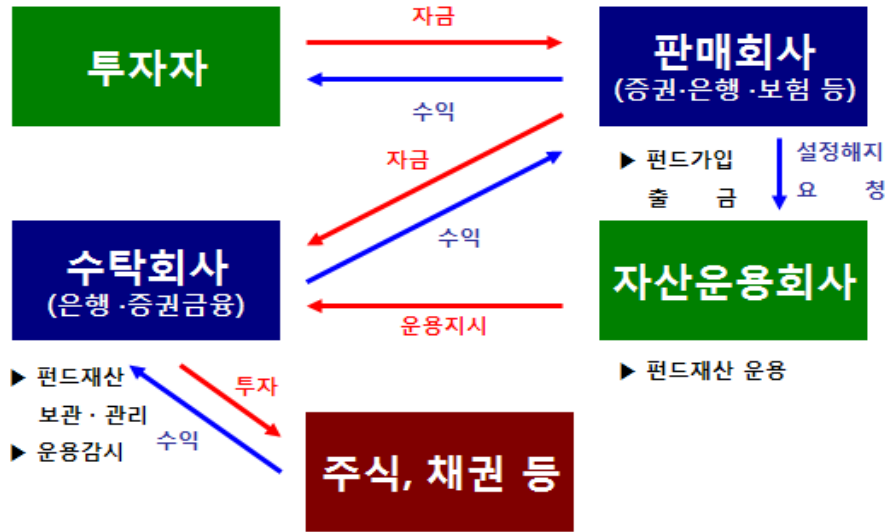 자금
투자자
판매회사
(증권·은행 ·보험 등)
수익
자금
▶ 펀드가입
출 금
설정해지
요 청
수익
수탁회사
(은행 ·증권금융)
자산운용회사
운용지시
▶ 펀드재산 운용
▶ 펀드재산
보관 · 관리
▶ 운용감시
투자
수익
주식, 채권 등